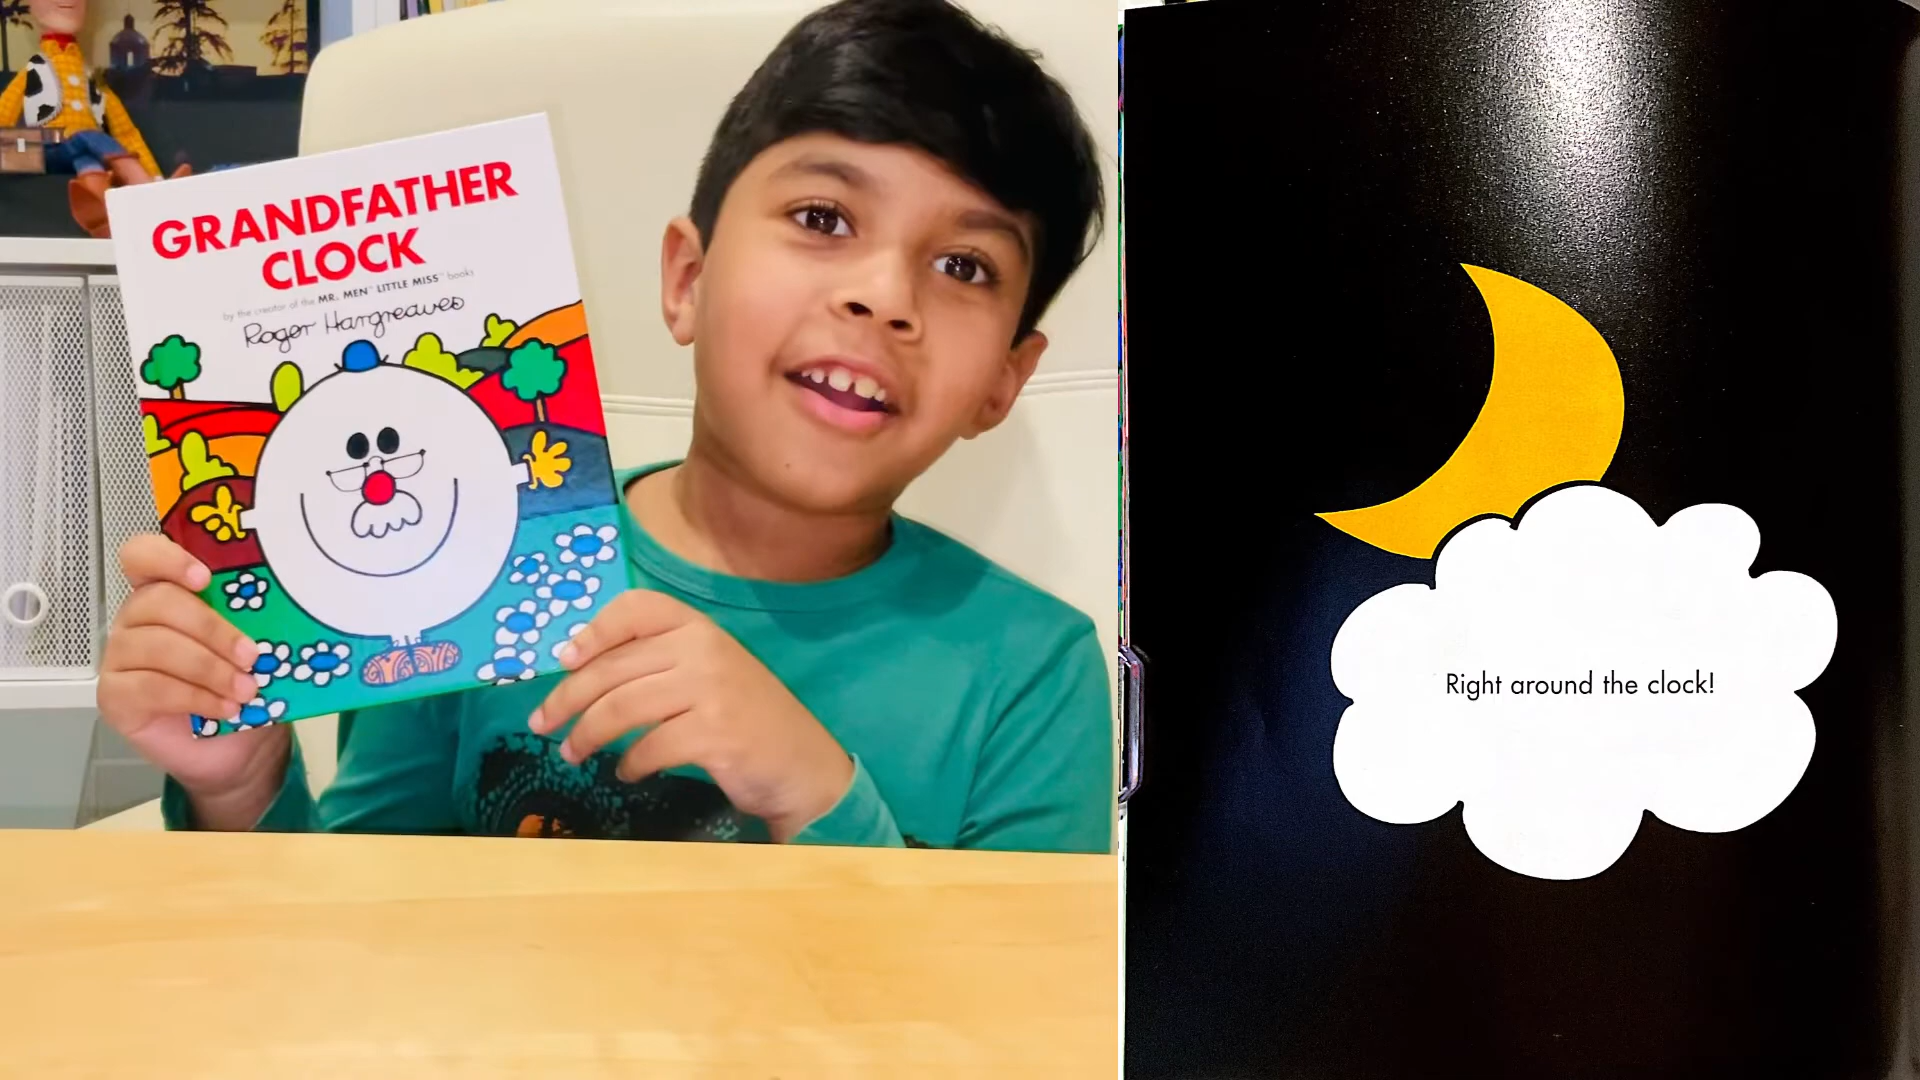 GRANDFATHER
CLOCK
by the creator of the MR. MEN™ LITTLE MISS™ books
Roger Hargreaves
Right around the clock!